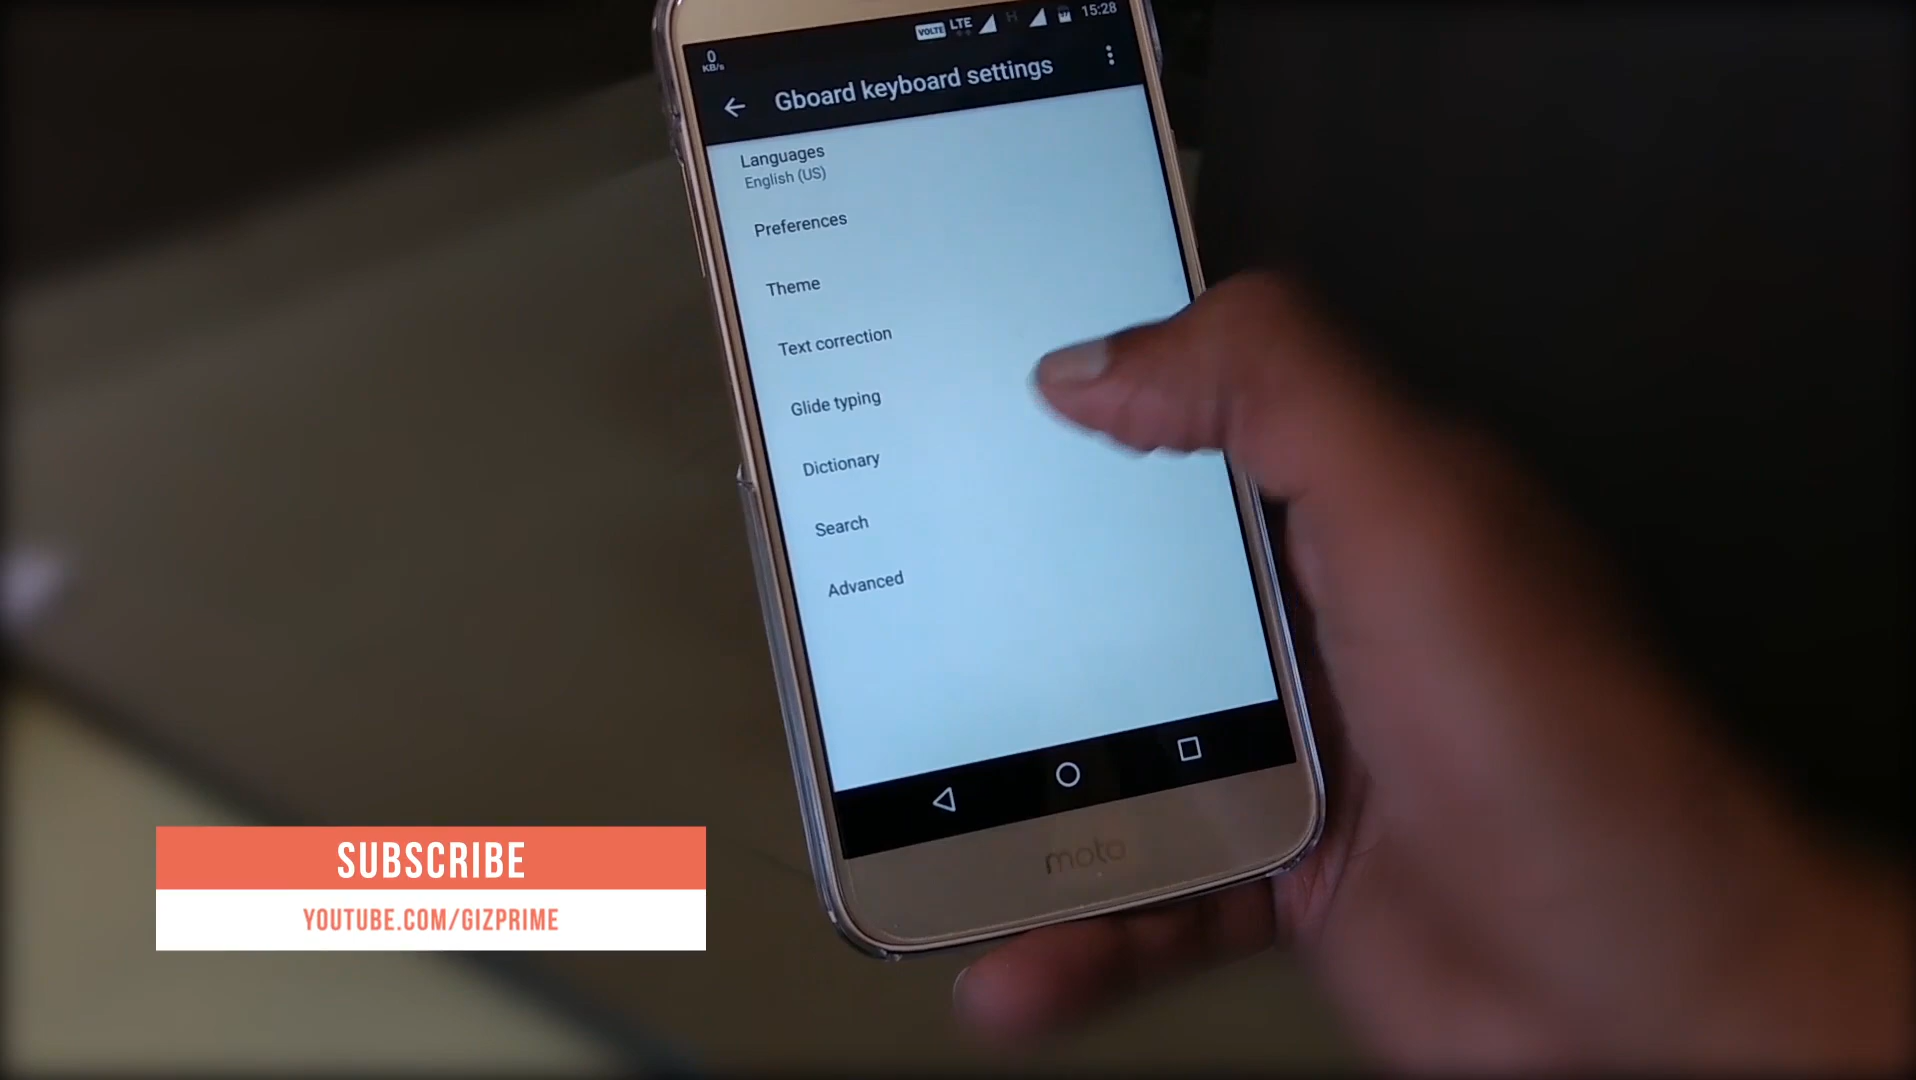 VOLTE LTE H 15:28
0
KB/s
Gboard keyboard settings
Languages
English (US)
Preferences
Theme
Text correction
Glide typing
Dictionary
Search
Advanced
moto
SUBSCRIBE
YOUTUBE.COM/GIZPRIME